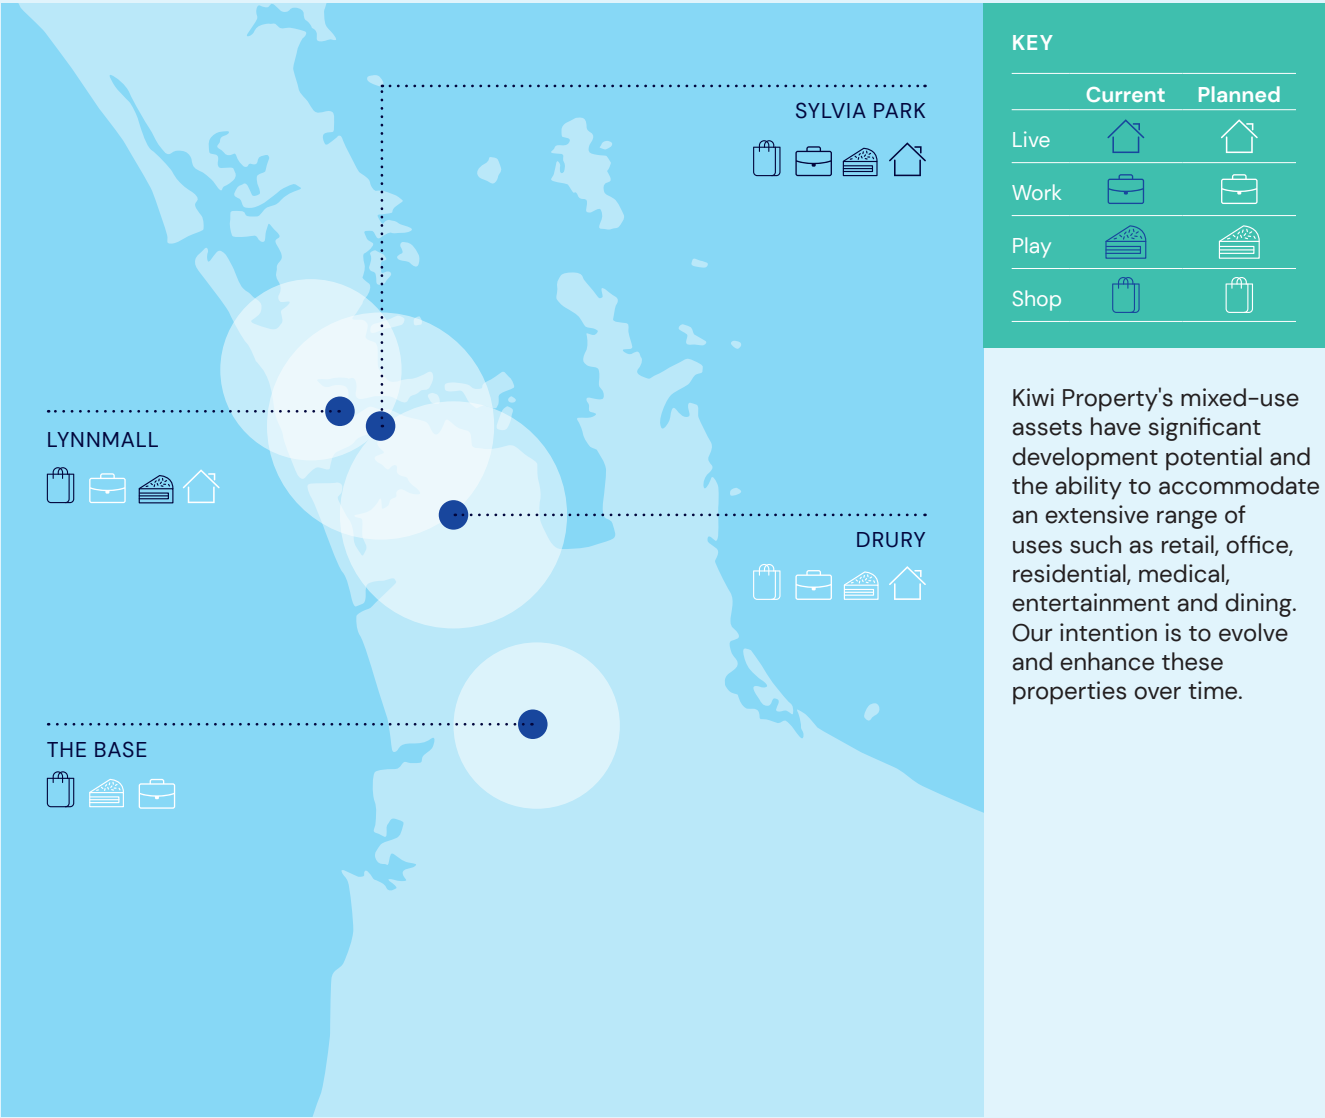 SYLVIA PARK
LYNNMALL
DRURY
THE BASE
KEY
Current Planned
Live
Work
Play
Shop
Kiwi Property's mixed-use
assets have significant
development potential and
the ability to accommodate
an extensive range of
uses such as retail, office,
residential, medical,
entertainment and dining.
Our intention is to evolve
and enhance these
properties over time.